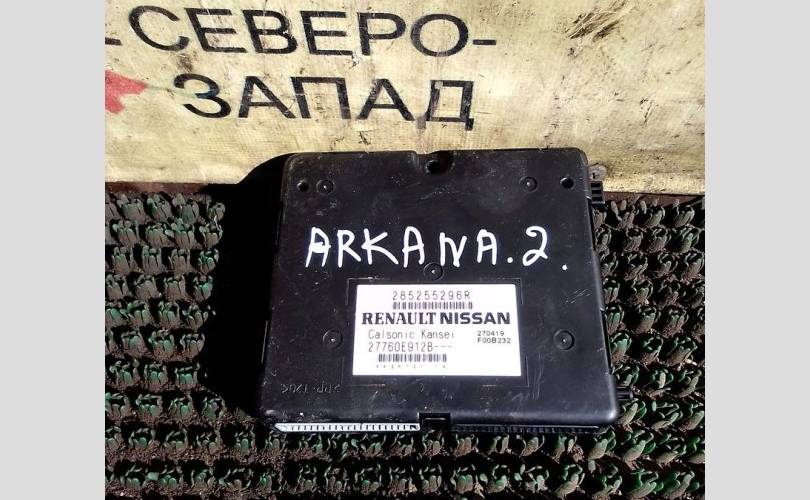 -СЕВЕРО-
ЗАПАД
ARKANA.2.
285255296R
RENAULT NISSAN
Calsonic Kansei 270419
27760E912B--- F00B232